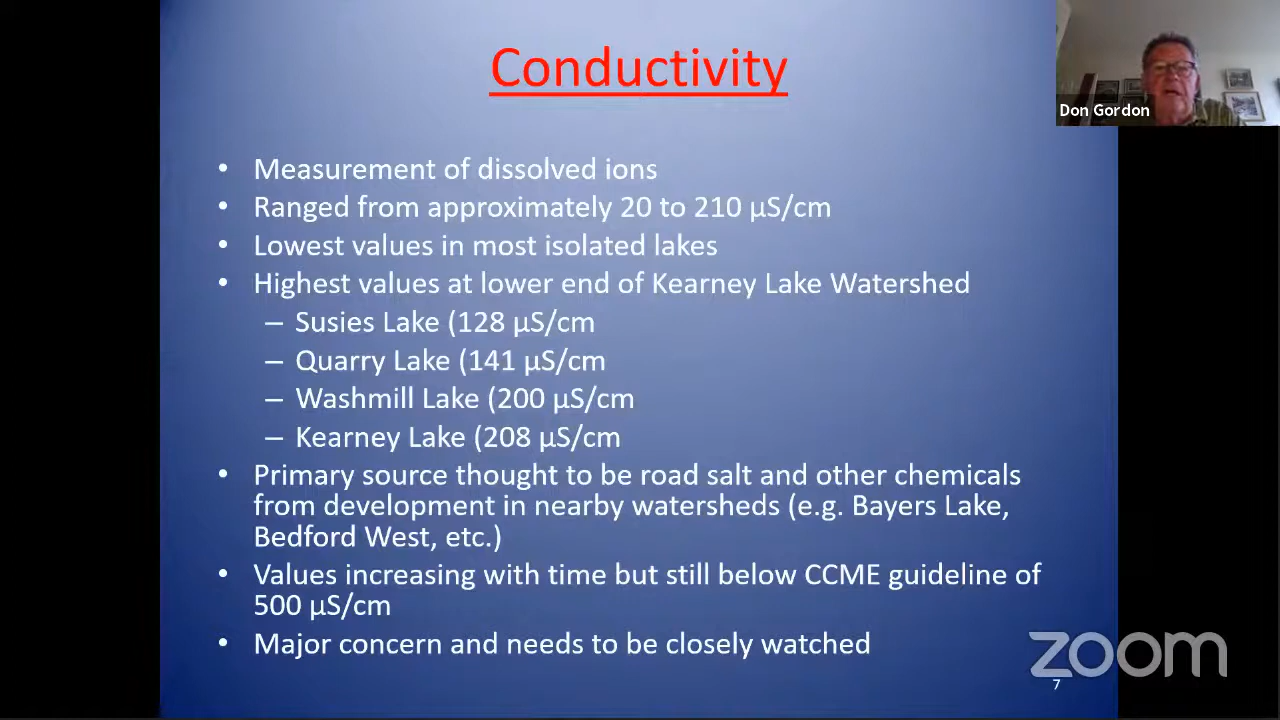 Conductivity
Don Gordon
• Measurement of dissolved ions
• Ranged from approximately 20 to 210 µS/cm
• Lowest values in most isolated lakes
• Highest values at lower end of Kearney Lake Watershed
– Susies Lake (128 µS/cm
– Quarry Lake (141 µS/cm
– Washmill Lake (200 µS/cm
– Kearney Lake (208 µS/cm
• Primary source thought to be road salt and other chemicals
from development in nearby watersheds (e.g. Bayers Lake,
Bedford West, etc.)
• Values increasing with time but still below CCME guideline of
500 µS/cm
• Major concern and needs to be closely watched
zoom
7